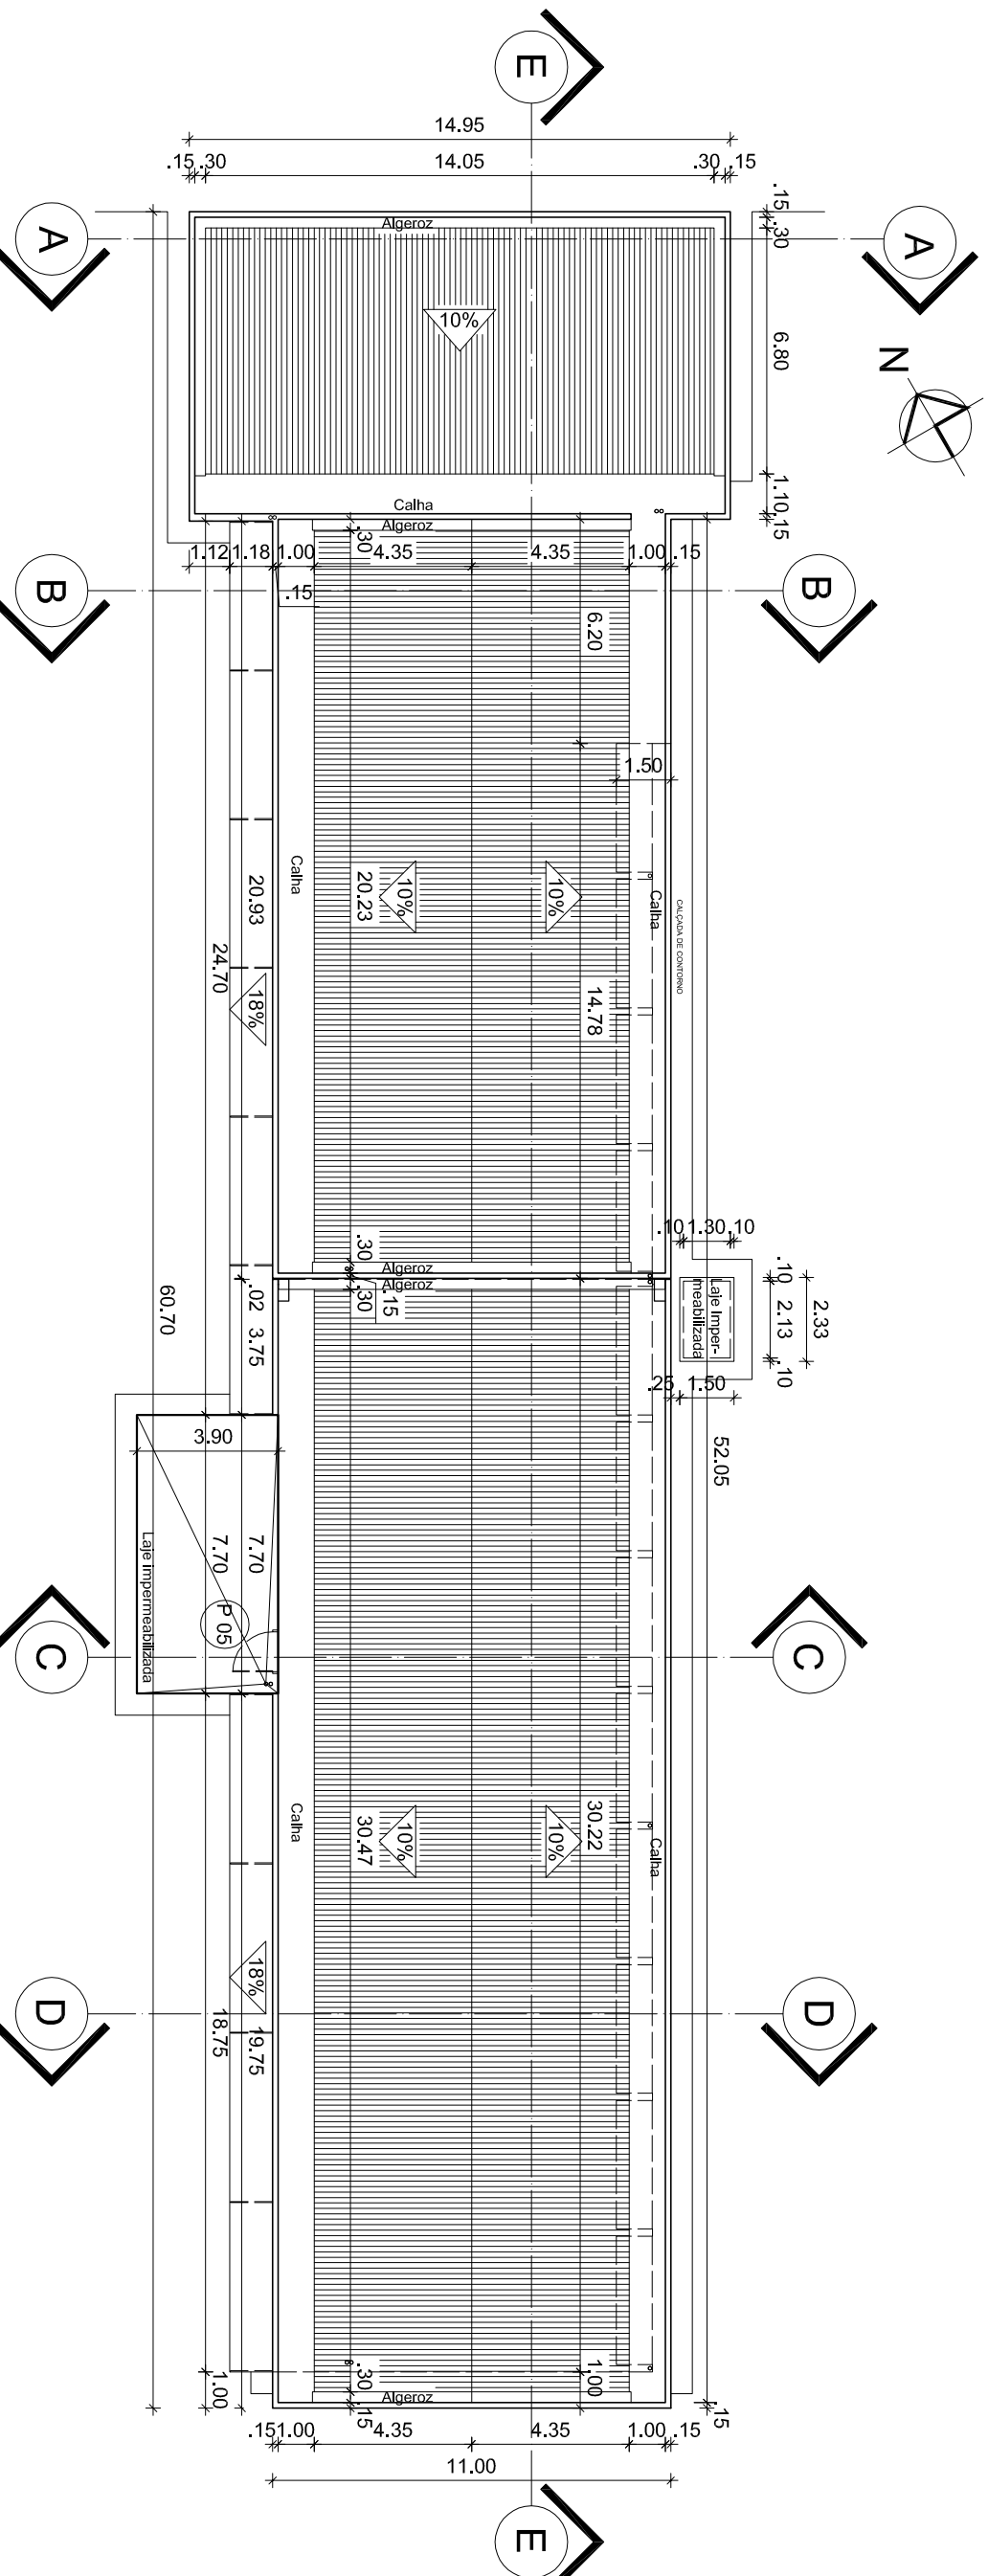 E
14.95
.15 .30
14.05
.30 .15
A
Algeroz
.15
.30
A
10%
6.80
N
Calha
1.10
.15
Algeroz
1.12
1.18
1.00
.30
4.35
4.35
1.00
.15
B
.15
B
6.20
1.50
Calha
20.93
20.23
10%
10%
Calha
CALÇADA DE CONTORNO
24.70
18%
14.78
.10
1.30
.10
.30
Algeroz
Algeroz
.30
.15
.02
3.75
60.70
Laje Imper-
meabilizada
.10
2.13
.10
2.33
.25
1.50
3.90
52.05
Laje impermeabilizada
7.70
7.70
P 05
C
C
Calha
30.47
10%
10%
30.22
Calha
18%
18.75
19.75
D
D
1.00
.30
Algeroz
.15
1.00
.15
.15
1.00
4.35
4.35
1.00
.15
11.00
E